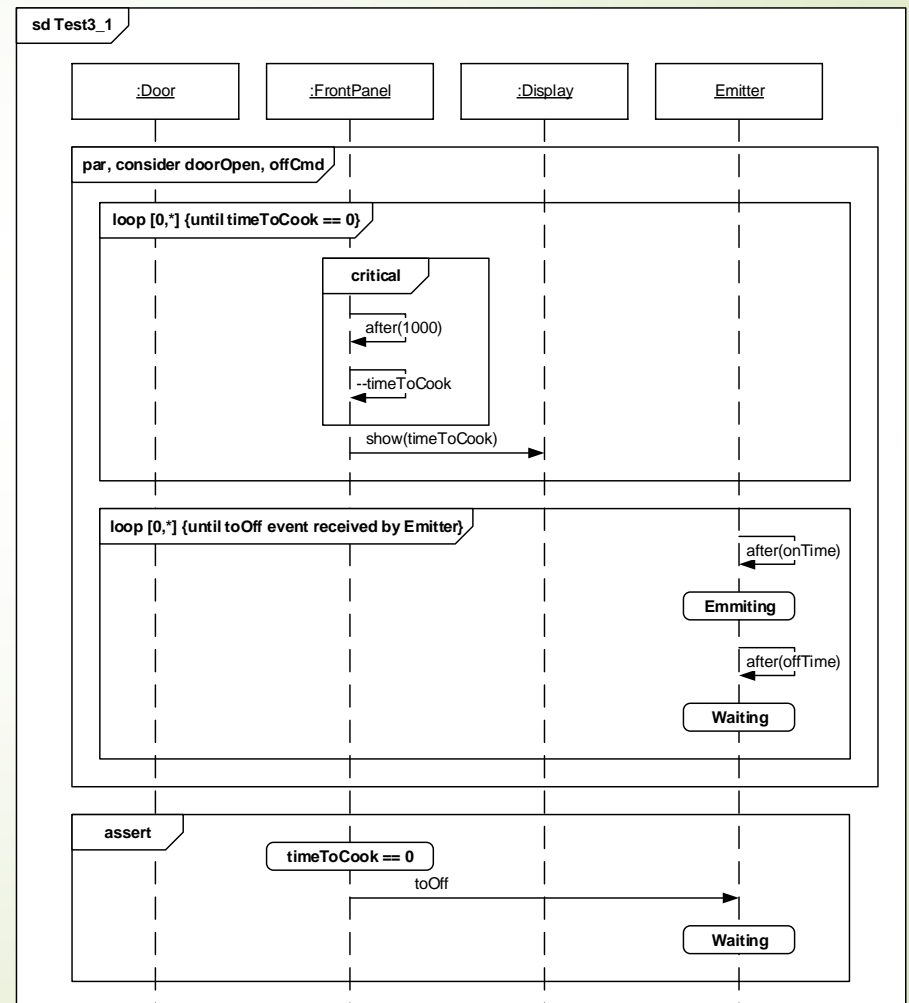 sd Test3_1
:Door
:FrontPanel
:Display
Emitter
par, consider doorOpen, offCmd
loop [0,*] {until timeToCook == 0}
critical
after(1000)
--timeToCook
show(timeToCook)
loop [0,*] {until toOff event received by Emitter}
after(onTime)
Emmiting
after(offTime)
Waiting
assert
timeToCook == 0
toOff
Waiting